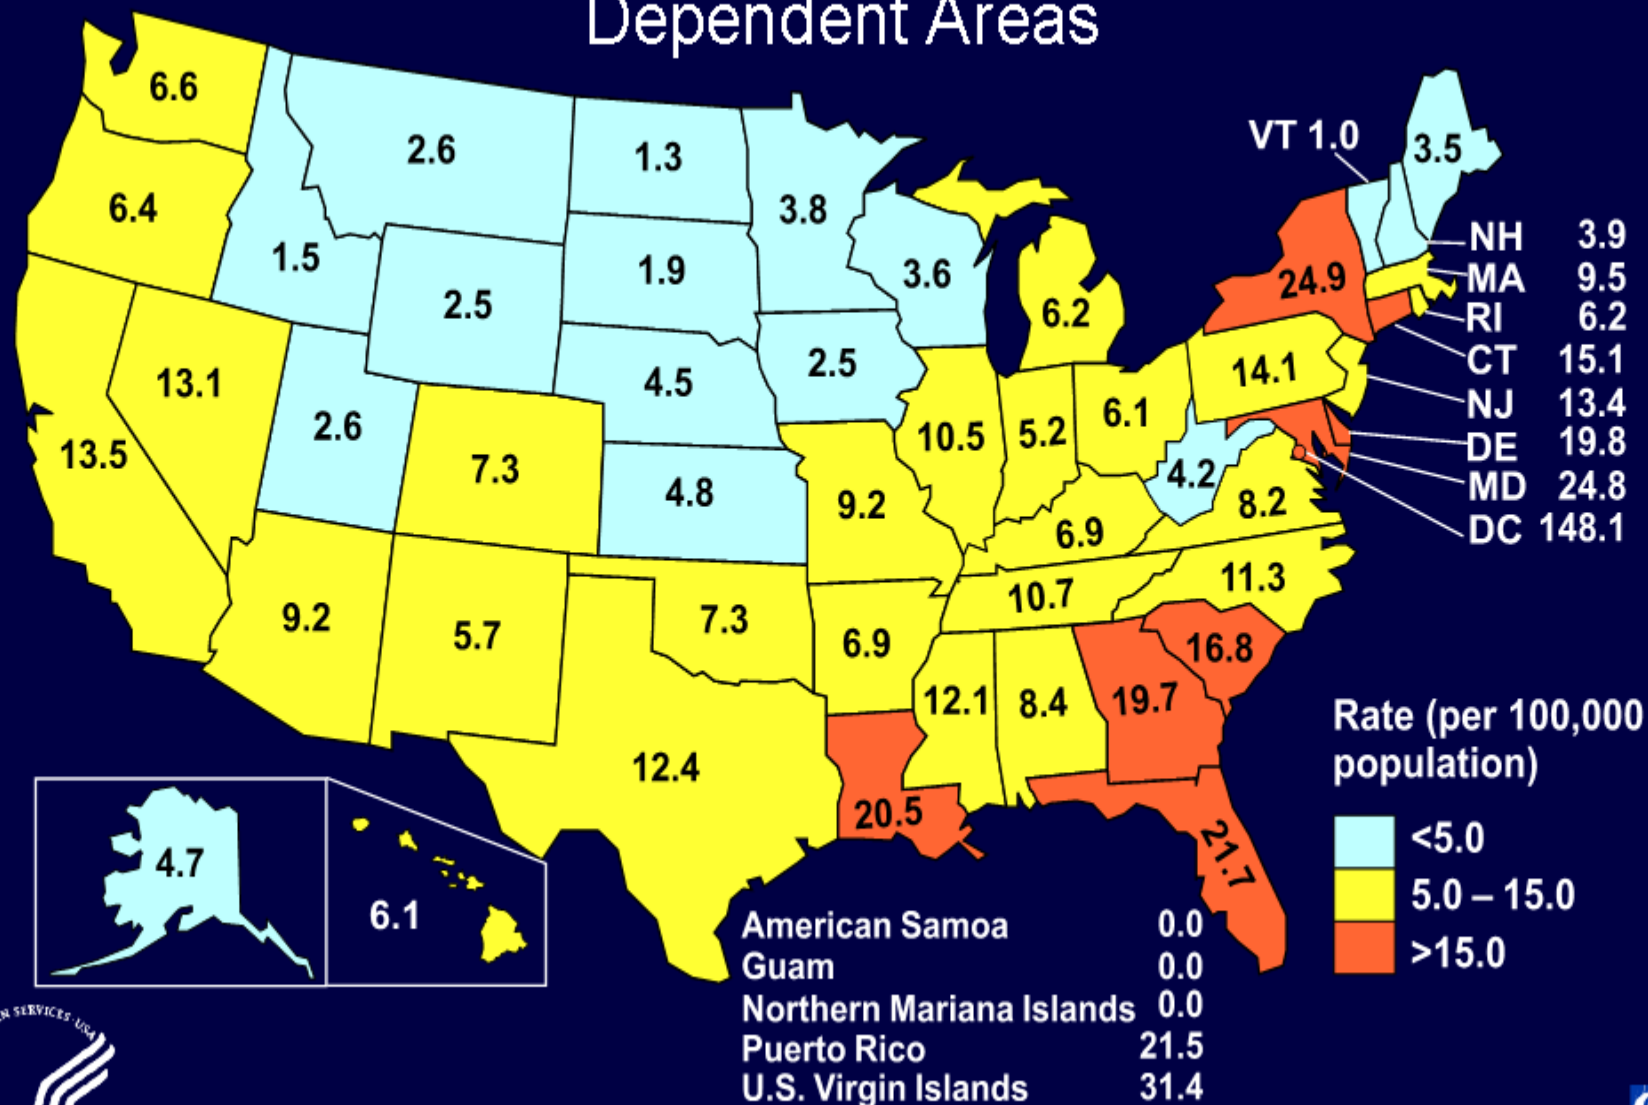 Dependent Areas
6.6
2.6
1.3
VT 1.0
3.5
6.4
3.8
1.5
1.9
3.6
NH 3.9
24.9
MA 9.5
2.5
6.2
RI 6.2
13.1
4.5
2.5
14.1
CT 15.1
NJ 13.4
13.5
2.6
7.3
10.5
5.2
6.1
DE 19.8
4.8
9.2
4.2
8.2
MD 24.8
6.9
DC 148.1
9.2
5.7
7.3
10.7
11.3
6.9
16.8
12.1
8.4
19.7
12.4
20.5
21.7
Rate (per 100,000
population)
<5.0
5.0 – 15.0
>15.0
4.7
6.1
American Samoa 0.0
Guam 0.0
Northern Mariana Islands 0.0
Puerto Rico 21.5
U.S. Virgin Islands 31.4
SERVICES·USA